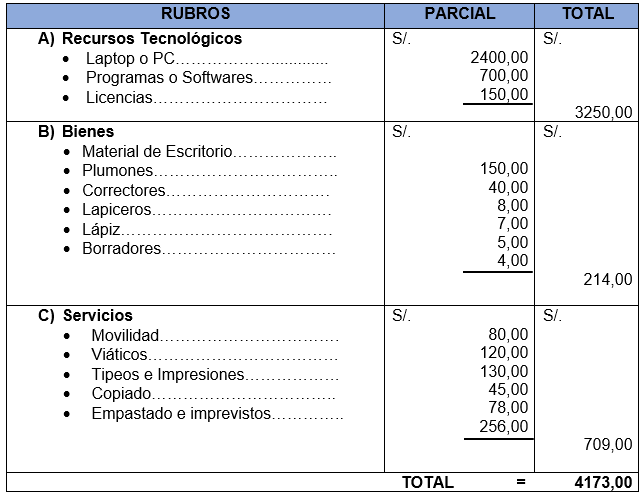 RUBROS PARCIAL TOTAL
A) Recursos Tecnológicos S/. S/.
• Laptop o PC…………………............ 2400,00
• Programas o Softwares…………… 700,00
• Licencias……………………………. 150,00
3250,00
B) Bienes S/. S/.
• Material de Escritorio………………..
• Plumones……………………………. 150,00
• Correctores…………………………. 40,00
• Lapiceros……………………………. 8,00
• Lápiz…………………………………. 7,00
• Borradores…………………………… 5,00
4,00
214,00
C) Servicios S/. S/.
• Movilidad……………………………. 80,00
• Viáticos………………………………. 120,00
• Tipeos e Impresiones……………… 130,00
• Copiado……………………………… 45,00
• Empastado e imprevistos………….. 78,00
256,00
709,00
TOTAL = 4173,00